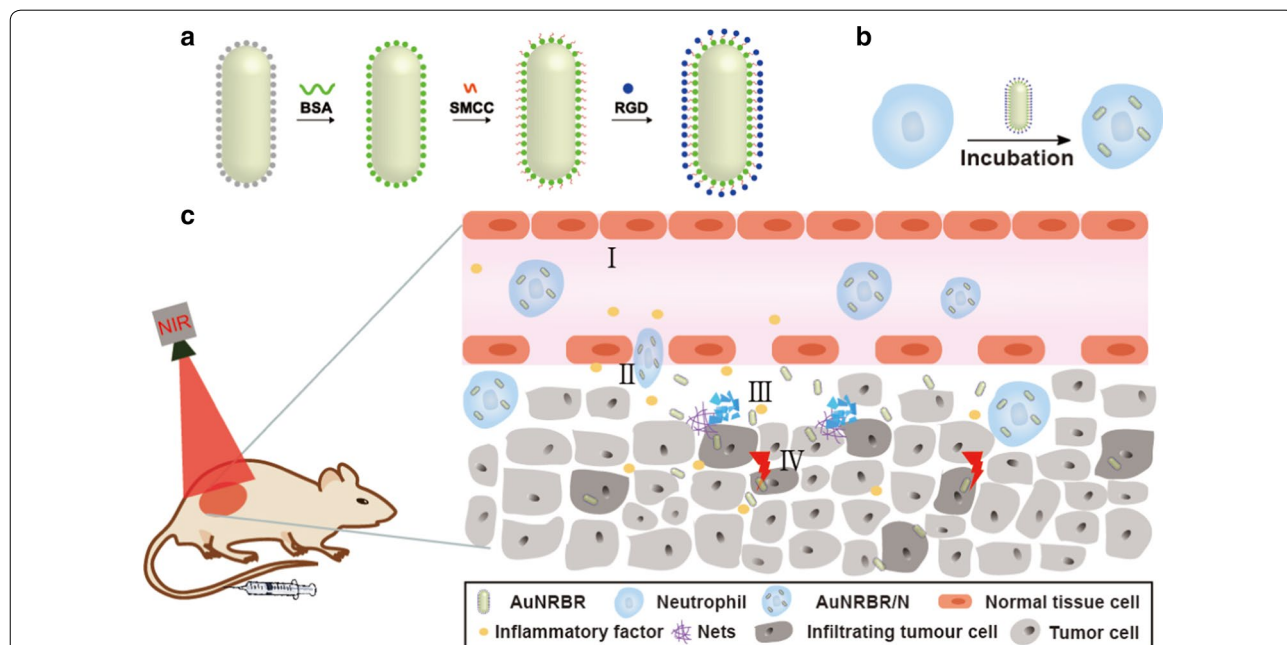 a
b
BSA
SMCC
RGD
Incubation
c
NIR
I
II
III
IV
AuNRBR
Neutrophil
AuNRBR/N
Normal tissue cell
Inflammatory factor
Nets
Infiltrating tumour cell
Tumor cell